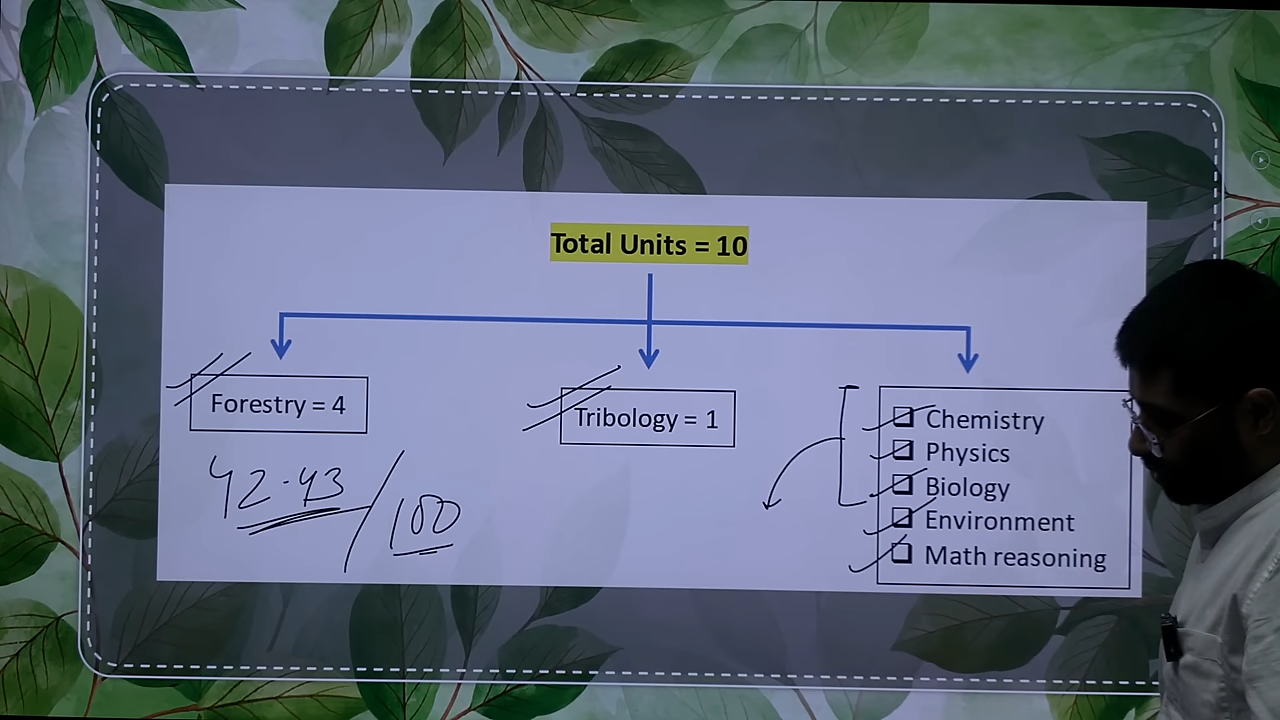 Total Units = 10
Forestry = 4
Tribology = 1
Chemistry
Physics
Biology
Environment
Math reasoning
42-43/100